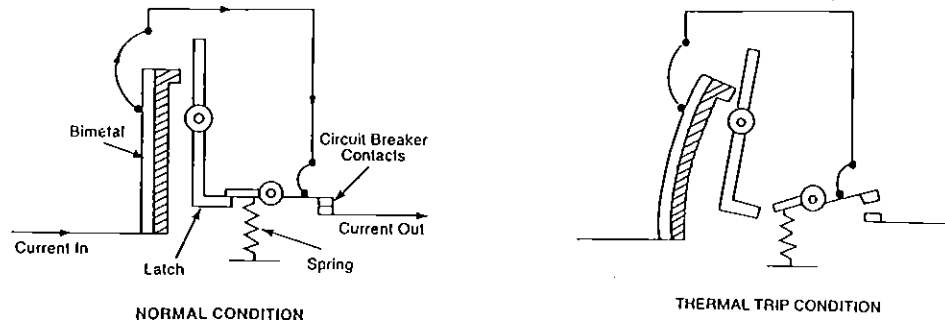 Bimetal
Circuit Breaker
Contacts
Current In
Current Out
Latch
Spring
NORMAL CONDITION
THERMAL TRIP CONDITION